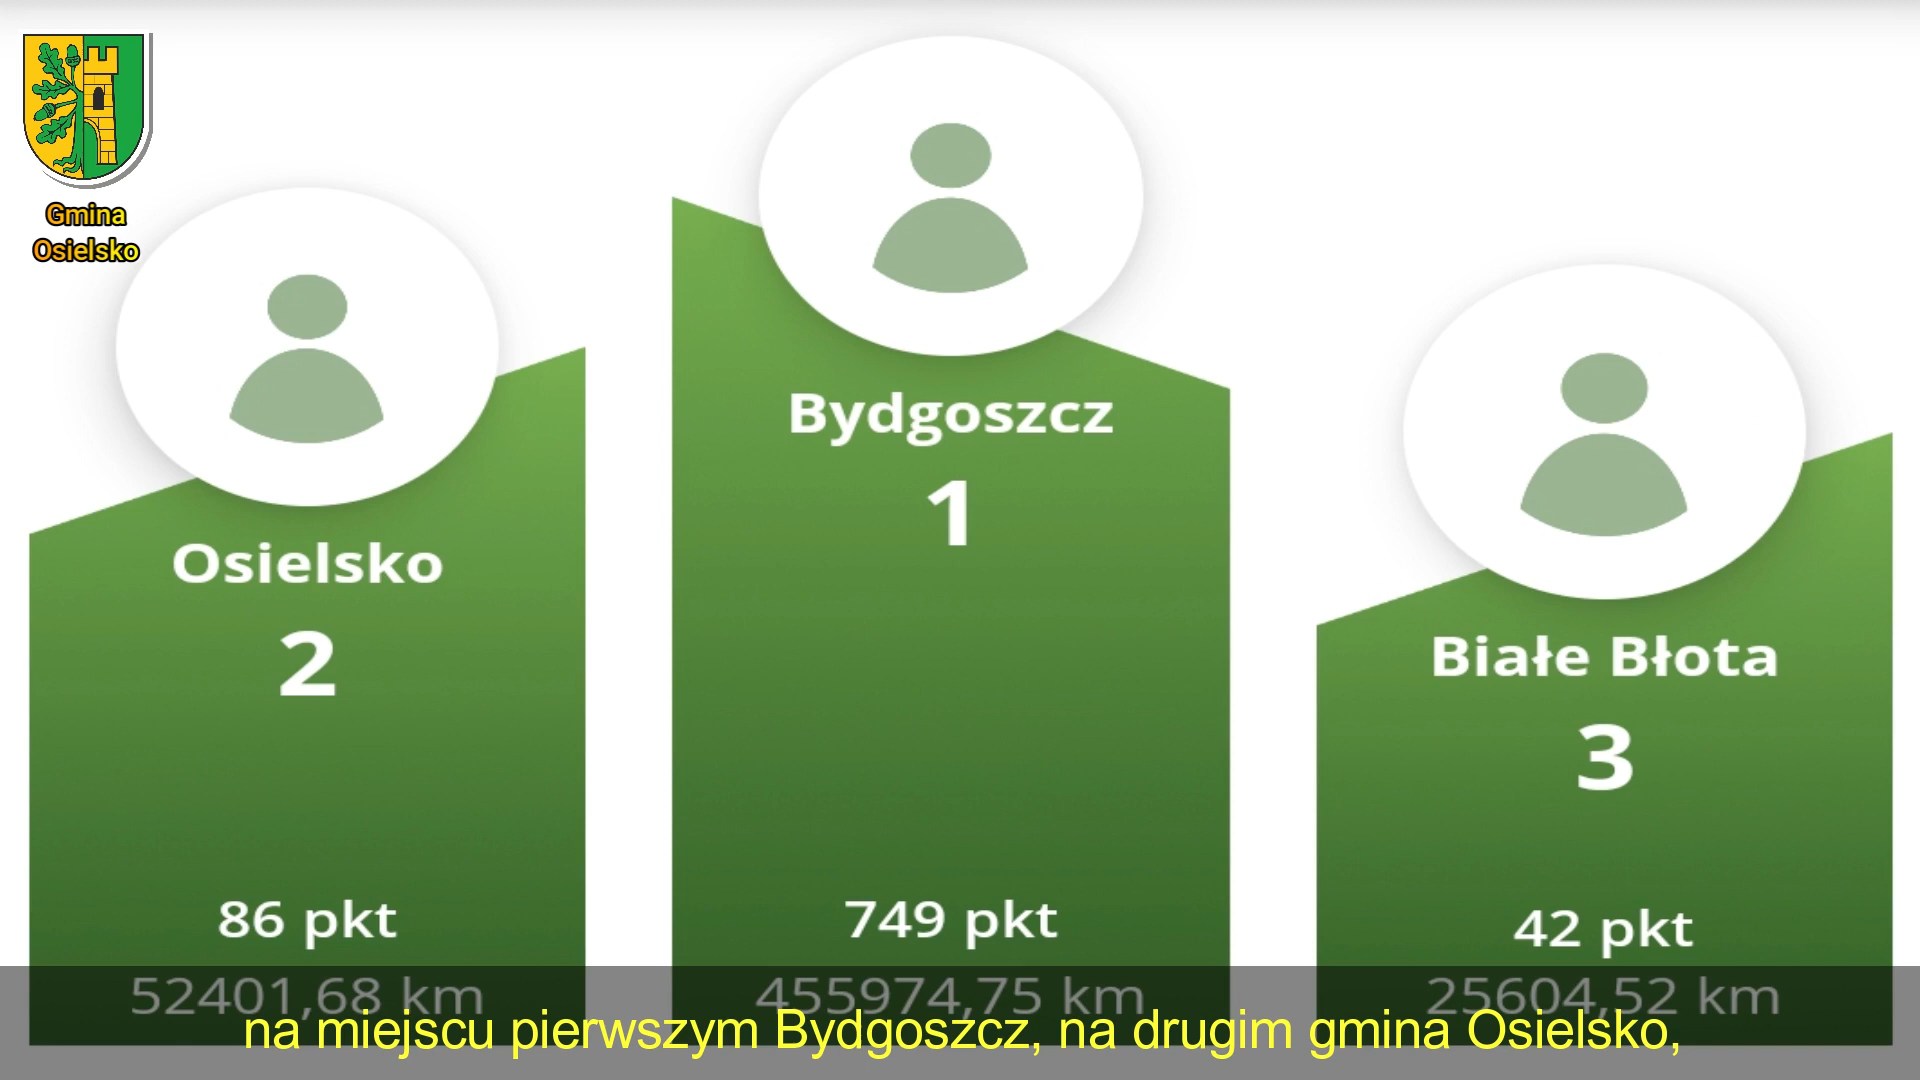 Gmina
Osielsko
Osielsko
2
86 pkt
52401,68 km
Bydgoszcz
1
749 pkt
455974,75 km
Białe Błota
3
42 pkt
25604,52 km
na miejscu pierwszym Bydgoszcz, na drugim gmina Osielsko,